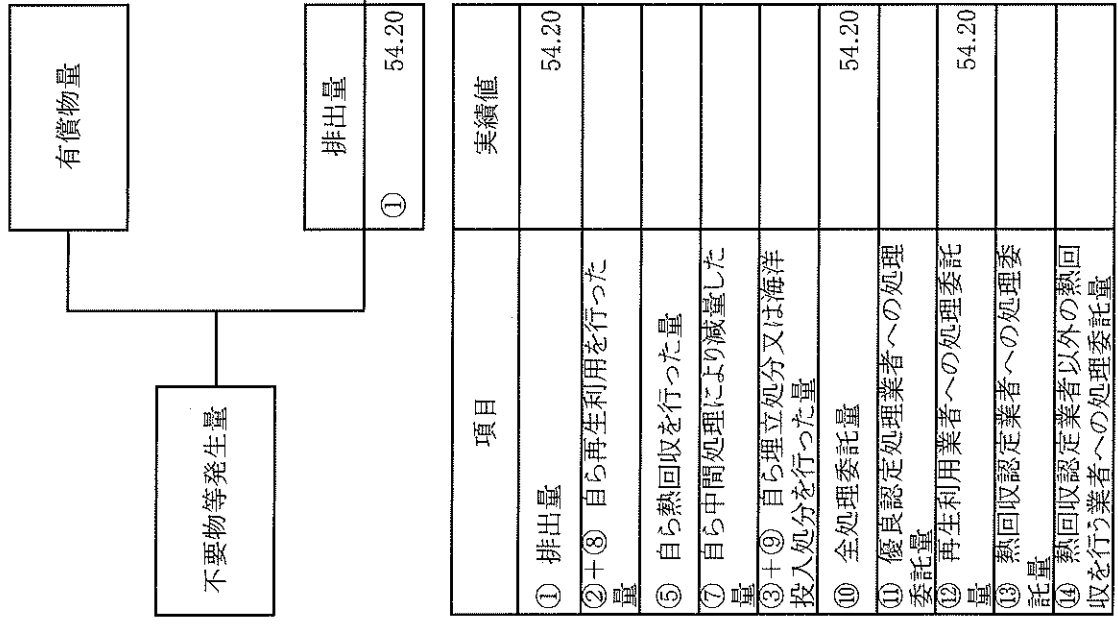 有償物量
不要物等発生量
排出量
① 54.20
項目 実績値
① 排出量 54.20
②+⑧ 自ら再生利用を行った
量
⑤ 自ら熱回収を行った量
⑦ 自ら中間処理により減量した
量
③+⑨ 自ら埋立処分又は海洋
投入処分を行った量
⑩ 全処理委託量 54.20
⑪ 優良認定処理業者への処理
委託量
⑫ 再生利用業者への処理委託
量 54.20
⑬ 熱回収認定業者への処理委
託量
⑭ 熱回収認定業者以外の熱回
収を行う業者への処理委託量